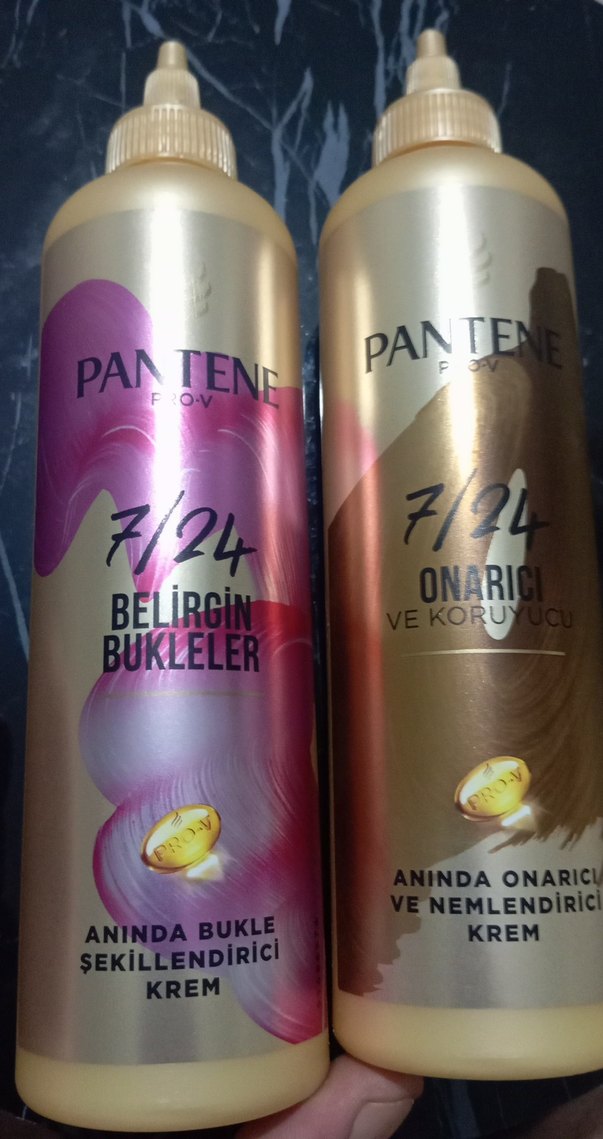 PANTENE
PRO-V
7/24
BELİRGİN
BUKLELER
PRO-V
ANINDA BUKLE
ŞEKİLLENDİRİCİ
KREM
PANTENE
PRO-V
7/24
ONARICI
VE KORUYUCU
PRO-V
ANINDA ONARICI
VE NEMLENDİRİCİ
KREM